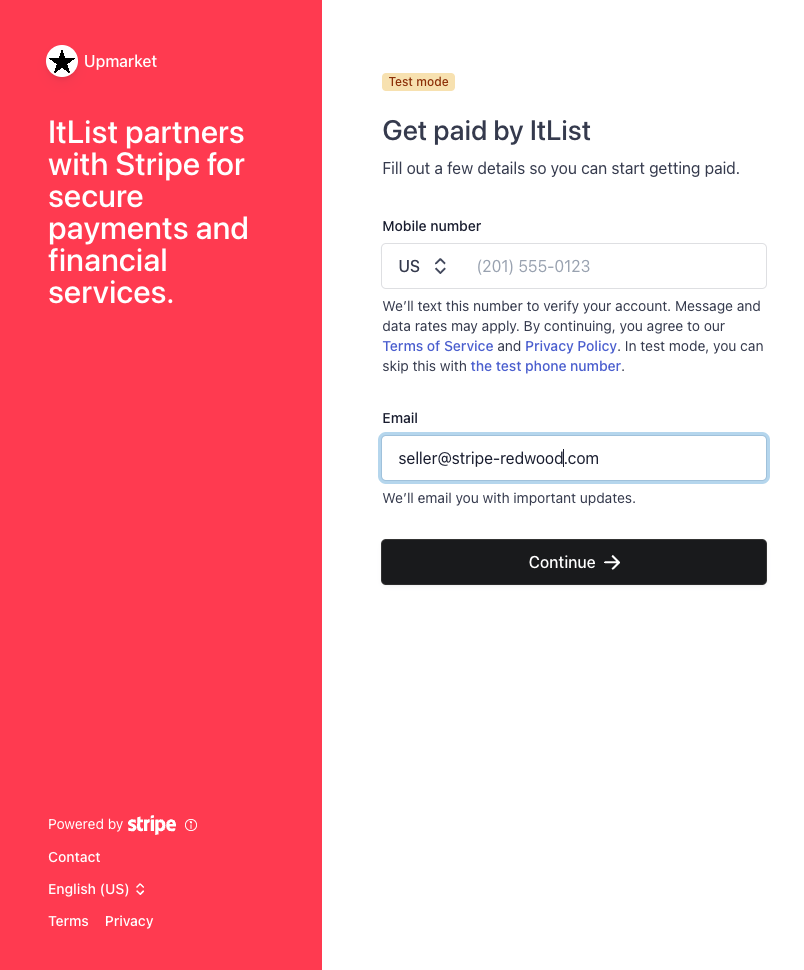 Upmarket
ItList partners
with Stripe for
secure
payments and
financial
services.
Powered by stripe
Contact
English (US)
Terms Privacy
Test mode
Get paid by ItList
Fill out a few details so you can start getting paid.
Mobile number
US (201) 555-0123
We’ll text this number to verify your account. Message and
data rates may apply. By continuing, you agree to our
Terms of Service and Privacy Policy. In test mode, you can
skip this with the test phone number.
Email
seller@stripe-redwood.com
We’ll email you with important updates.
Continue →